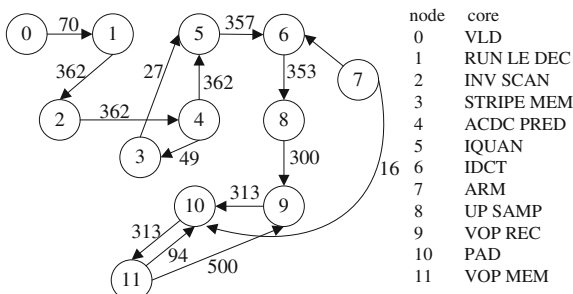 node core
0 VLD
1 RUN LE DEC
2 INV SCAN
3 STRIPE MEM
4 ACDC PRED
5 IQUAN
6 IDCT
7 ARM
8 UP SAMP
9 VOP REC
10 PAD
11 VOP MEM
0 70 1 5 357 6
362 27 362 353 7
2 362 4 8
3 49 300 16
10 313 9
313 94 500
11